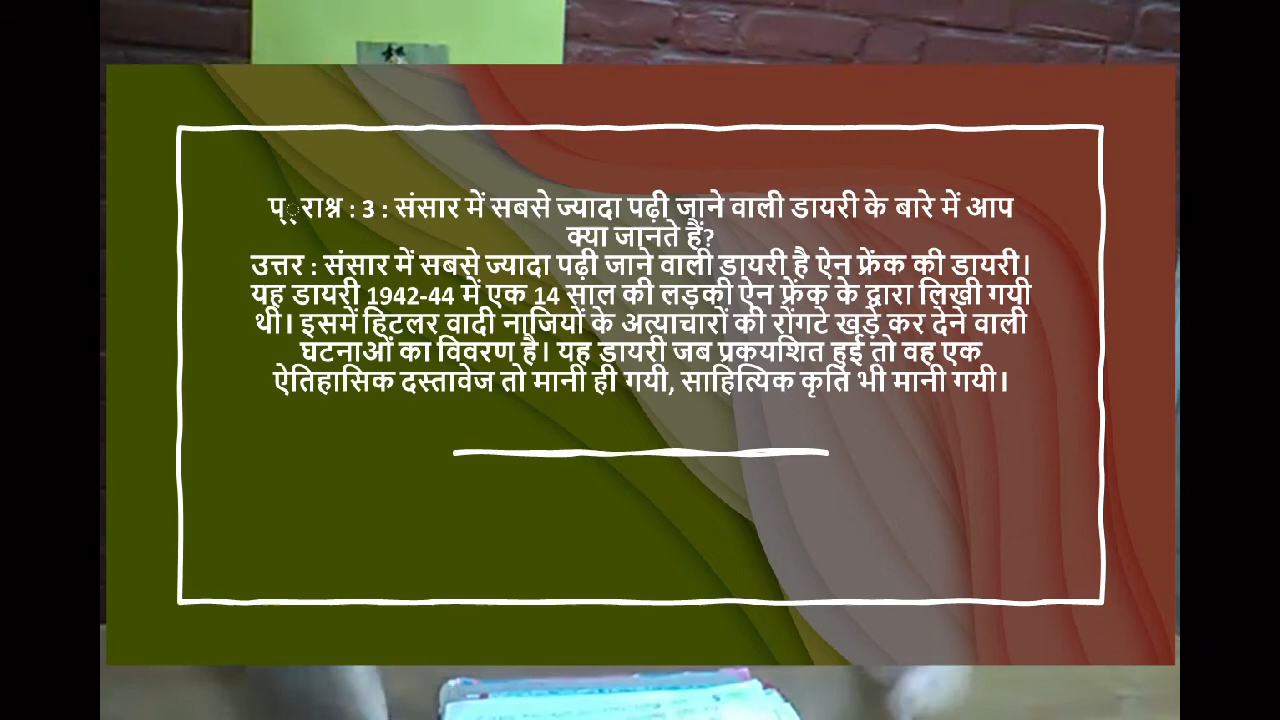 प््राश्न : 3 : संसार में सबसे ज्यादा पढ़ी जाने वाली डायरी के बारे में आप
क्या जानते हैं?
उत्तर : संसार में सबसे ज्यादा पढ़ी जाने वाली डायरी है ऐन फ्रेंक की डायरी।
यह डायरी 1942-44 में एक 14 साल की लड़की ऐन फ्रेंक के द्वारा लिखी गयी
थी। इसमें हिटलर वादी नाजियों के अत्याचारों की रोंगटे खड़े कर देने वाली
घटनाओं का विवरण है। यह डायरी जब प्रकयशित हुई तो वह एक
ऐतिहासिक दस्तावेज तो मानी ही गयी, साहित्यिक कृति भी मानी गयी।